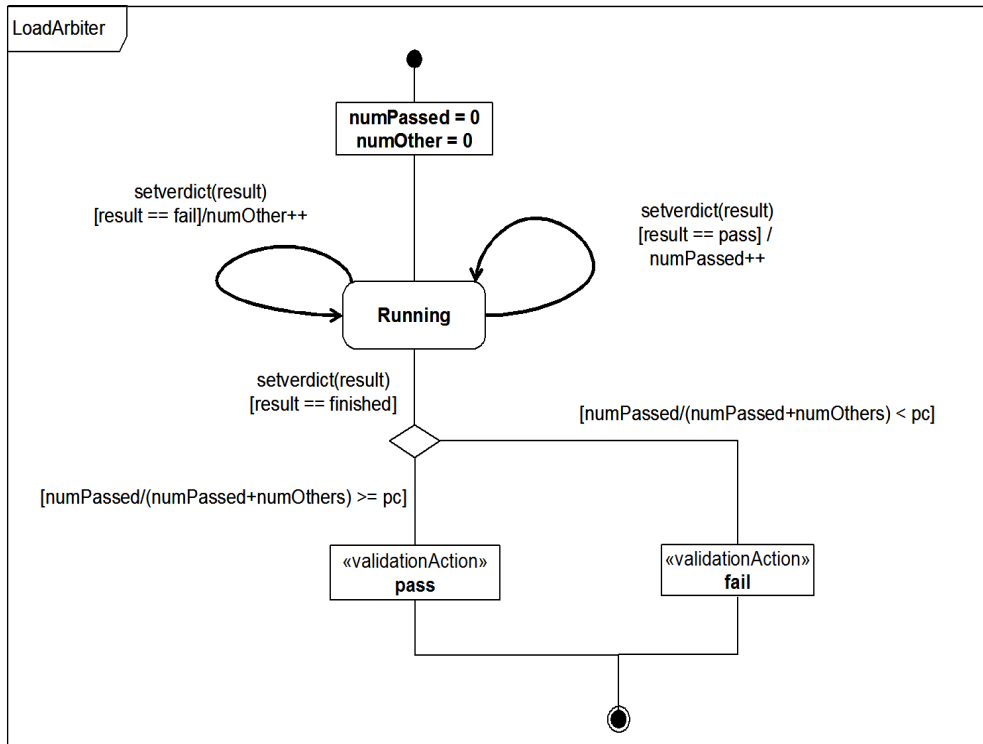 LoadArbiter
numPassed = 0
numOther = 0
setverdict(result)
[result == fail]/numOther++
setverdict(result)
[result == pass] /
numPassed++
Running
setverdict(result)
[result == finished]
[numPassed/(numPassed+numOthers) < pc]
[numPassed/(numPassed+numOthers) >= pc]
«validationAction»
pass
«validationAction»
fail